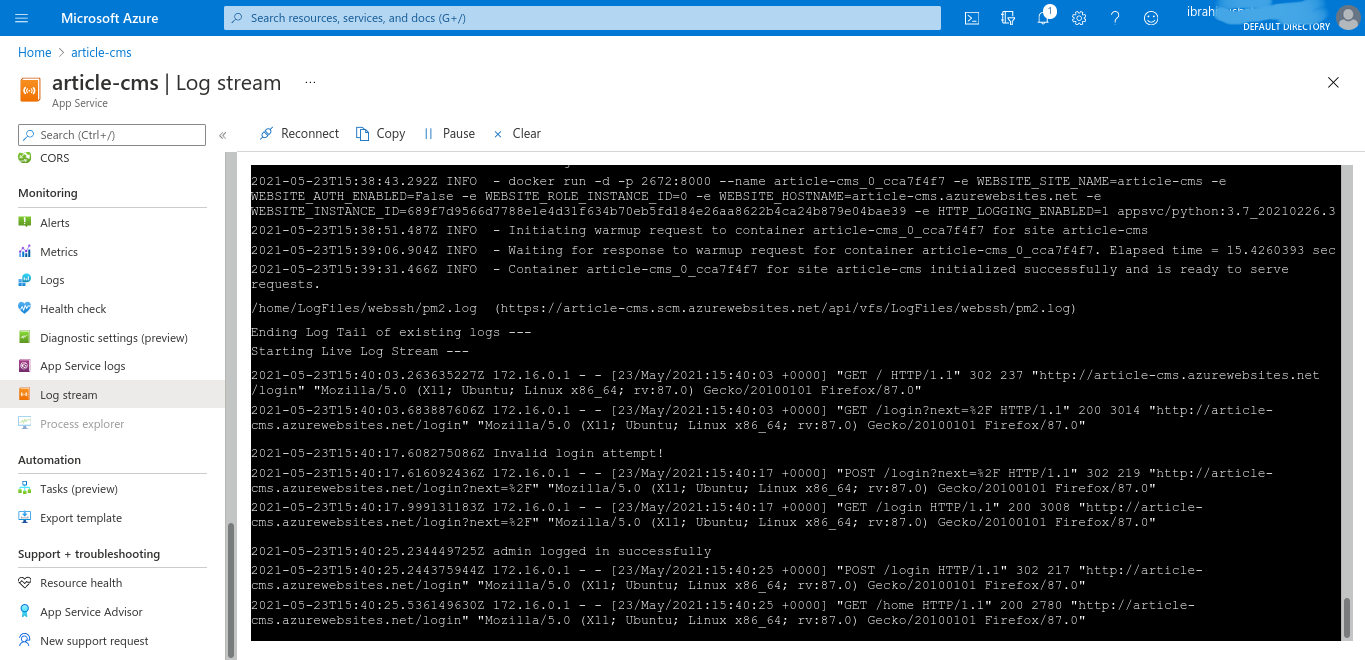 Microsoft Azure
Search resources, services, and docs (G+/)
1
DEFAULT DIRECTORY
Home > article-cms
article-cms | Log stream ...
App Service
Search (Ctrl+/)
«
Reconnect Copy Pause Clear
CORS
Monitoring
Alerts
Metrics
Logs
Health check
Diagnostic settings (preview)
App Service logs
Log stream
Process explorer
Automation
Tasks (preview)
Export template
Support + troubleshooting
Resource health
App Service Advisor
New support request
2021-05-23T15:38:43.292Z INFO  - docker run -d -p 2672:8000 --name article-cms_0_cca7f4f7 -e WEBSITE_SITE_NAME=article-cms -e
WEBSITE_AUTH_ENABLED=False -e WEBSITE_ROLE_INSTANCE_ID=0 -e WEBSITE_HOSTNAME=article-cms.azurewebsites.net -e
WEBSITE_INSTANCE_ID=689f7d9566d7788e1e4d31f634b70eb5fd184e26aa8622b4ca24b879e04bae39 -e HTTP_LOGGING_ENABLED=1 appsvc/python:3.7_20210226.3
2021-05-23T15:38:51.487Z INFO  - Initiating warmup request to container article-cms_0_cca7f4f7 for site article-cms
2021-05-23T15:39:06.904Z INFO  - Waiting for response to warmup request for container article-cms_0_cca7f4f7. Elapsed time = 15.4260393 sec
2021-05-23T15:39:31.466Z INFO  - Container article-cms_0_cca7f4f7 for site article-cms initialized successfully and is ready to serve
requests.
/home/LogFiles/webssh/pm2.log  (https://article-cms.scm.azurewebsites.net/api/vfs/LogFiles/webssh/pm2.log)
Ending Log Tail of existing logs ---
Starting Live Log Stream ---
2021-05-23T15:40:03.263635227Z 172.16.0.1 - - [23/May/2021:15:40:03 +0000] "GET / HTTP/1.1" 302 237 "http://article-cms.azurewebsites.net
/login" "Mozilla/5.0 (X11; Ubuntu; Linux x86_64; rv:87.0) Gecko/20100101 Firefox/87.0"
2021-05-23T15:40:03.683887606Z 172.16.0.1 - - [23/May/2021:15:40:03 +0000] "GET /login?next=%2F HTTP/1.1" 200 3014 "http://article-
cms.azurewebsites.net/login" "Mozilla/5.0 (X11; Ubuntu; Linux x86_64; rv:87.0) Gecko/20100101 Firefox/87.0"
2021-05-23T15:40:17.608275086Z Invalid login attempt!
2021-05-23T15:40:17.616092436Z 172.16.0.1 - - [23/May/2021:15:40:17 +0000] "POST /login?next=%2F HTTP/1.1" 302 219 "http://article-
cms.azurewebsites.net/login?next=%2F" "Mozilla/5.0 (X11; Ubuntu; Linux x86_64; rv:87.0) Gecko/20100101 Firefox/87.0"
2021-05-23T15:40:17.999131183Z 172.16.0.1 - - [23/May/2021:15:40:17 +0000] "GET /login HTTP/1.1" 200 3008 "http://article-
cms.azurewebsites.net/login?next=%2F" "Mozilla/5.0 (X11; Ubuntu; Linux x86_64; rv:87.0) Gecko/20100101 Firefox/87.0"
2021-05-23T15:40:25.234449725Z admin logged in successfully
2021-05-23T15:40:25.244375944Z 172.16.0.1 - - [23/May/2021:15:40:25 +0000] "POST /login HTTP/1.1" 302 217 "http://article-
cms.azurewebsites.net/login" "Mozilla/5.0 (X11; Ubuntu; Linux x86_64; rv:87.0) Gecko/20100101 Firefox/87.0"
2021-05-23T15:40:25.536149630Z 172.16.0.1 - - [23/May/2021:15:40:25 +0000] "GET /home HTTP/1.1" 200 2780 "http://article-
cms.azurewebsites.net/login" "Mozilla/5.0 (X11; Ubuntu; Linux x86_64; rv:87.0) Gecko/20100101 Firefox/87.0"